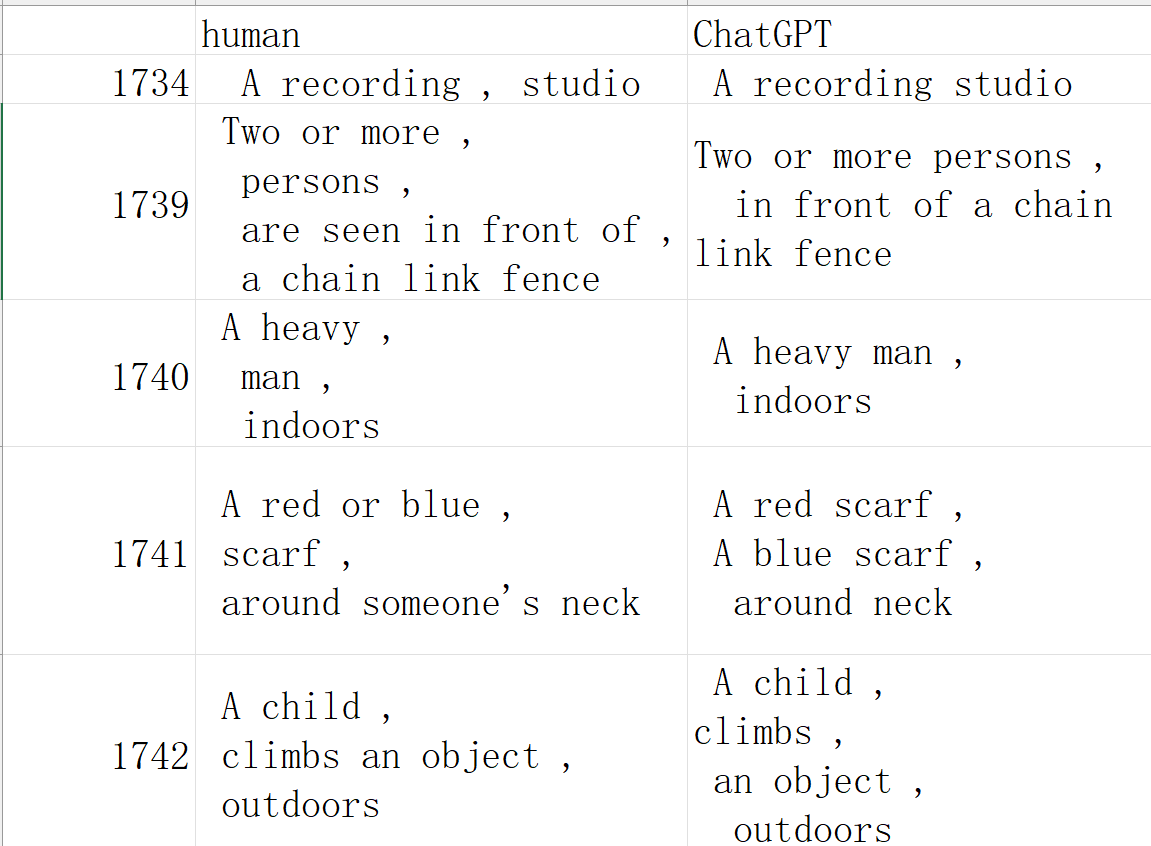 human ChatGPT
1734 A recording , studio A recording studio
1739 Two or more ,
persons ,
are seen in front of ,
a chain link fence
Two or more persons ,
in front of a chain
link fence
1740 A heavy ,
man ,
indoors
A heavy man ,
indoors
1741 A red or blue ,
scarf ,
around someone's neck
A red scarf ,
A blue scarf ,
around neck
1742 A child ,
climbs an object ,
outdoors
A child ,
climbs ,
an object ,
outdoors